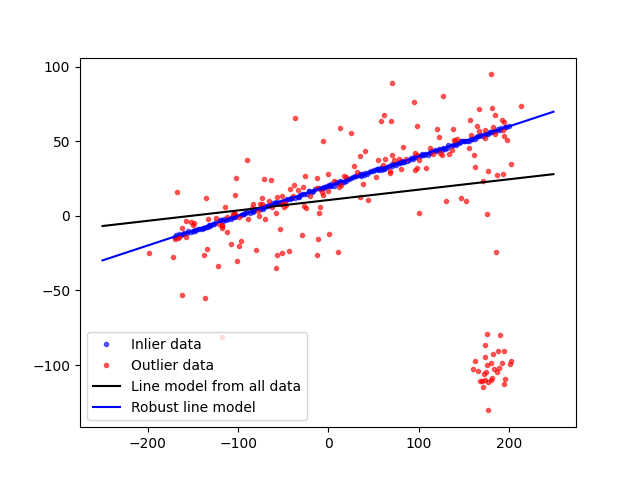 100
50
0
−50
−100
−200
−100
0
100
200
Inlier data
Outlier data
Line model from all data
Robust line model